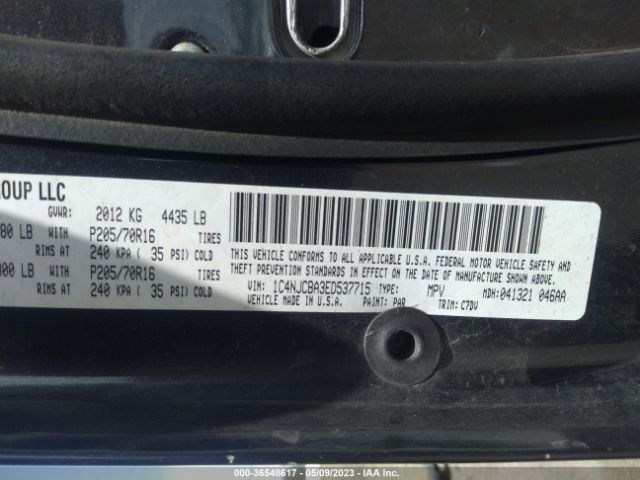 GROUP LLC
GVWR: 2012 KG 4435 LB
80 LB WITH P205/70R16 TIRES
RIMS AT 240 KPA ( 35 PSI) COLD
00 LB WITH P205/70R16 TIRES
RIMS AT 240 KPA ( 35 PSI) COLD
THIS VEHICLE CONFORMS TO ALL APPLICABLE U.S.A. FEDERAL MOTOR VEHICLE SAFETY AND
THEFT PREVENTION STANDARDS IN EFFECT ON THE DATE OF MANUFACTURE SHOWN ABOVE.
VIN: 1C4NJCBA3ED537715 TYPE: MPV MDH: 041321 046AA
MADE IN U.S.A. PAINT: PAR TRIM: C7DV
000-36548617 - 05/09/2023 - IAA Inc.